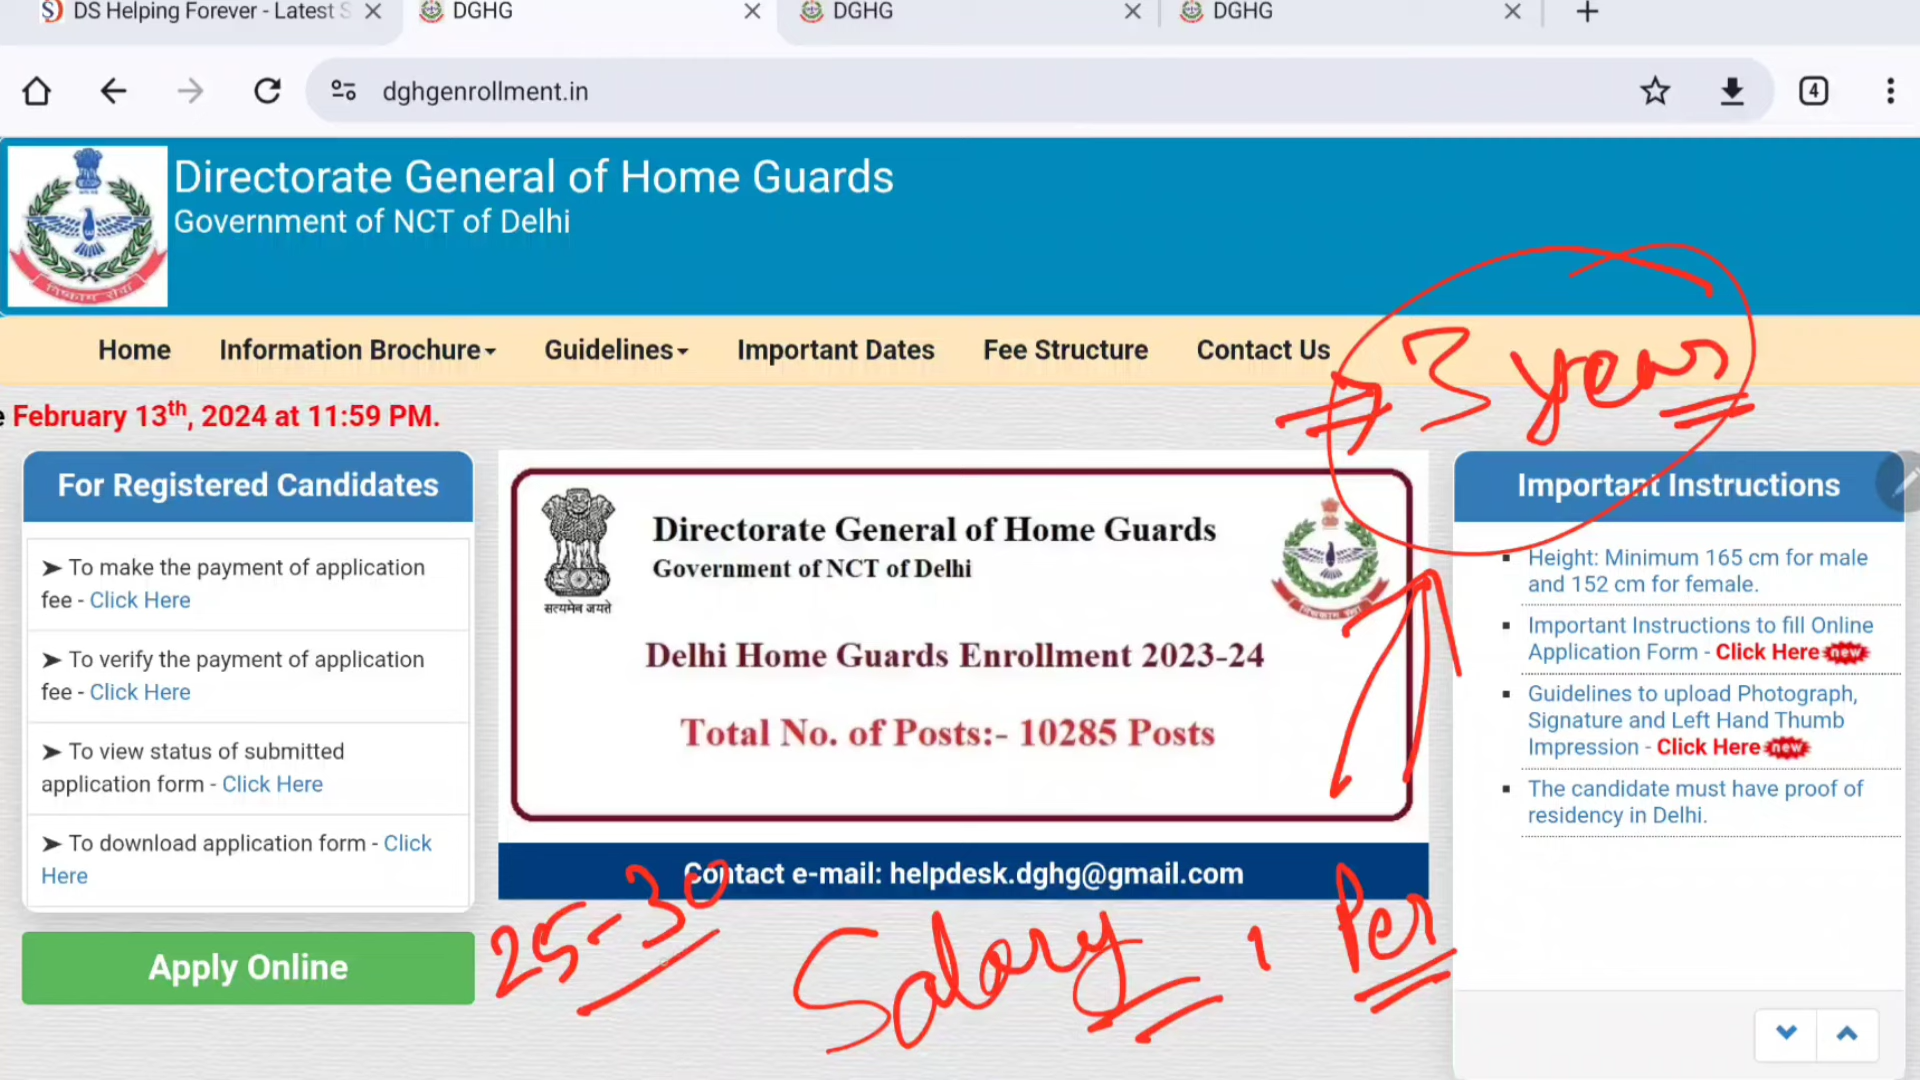 DS Helping Forever - Latest S
DGHG
DGHG
DGHG
dghgenrollment.in
4
Directorate General of Home Guards
Government of NCT of Delhi
निष्काम सेवा
Home
Information Brochure
Guidelines
Important Dates
Fee Structure
Contact Us
3 years
e February 13th, 2024 at 11:59 PM.
For Registered Candidates
➤ To make the payment of application
fee - Click Here
➤ To verify the payment of application
fee - Click Here
➤ To view status of submitted
application form - Click Here
➤ To download application form - Click
Here
Apply Online
Directorate General of Home Guards
Government of NCT of Delhi
सत्यमेव जयते
निष्काम सेवा
Delhi Home Guards Enrollment 2023-24
Total No. of Posts:- 10285 Posts
Contact e-mail: helpdesk.dghg@gmail.com
25-30
Salary , Per
Important Instructions
Height: Minimum 165 cm for male
and 152 cm for female.
Important Instructions to fill Online
Application Form - Click Here new
Guidelines to upload Photograph,
Signature and Left Hand Thumb
Impression - Click Here new
The candidate must have proof of
residency in Delhi.